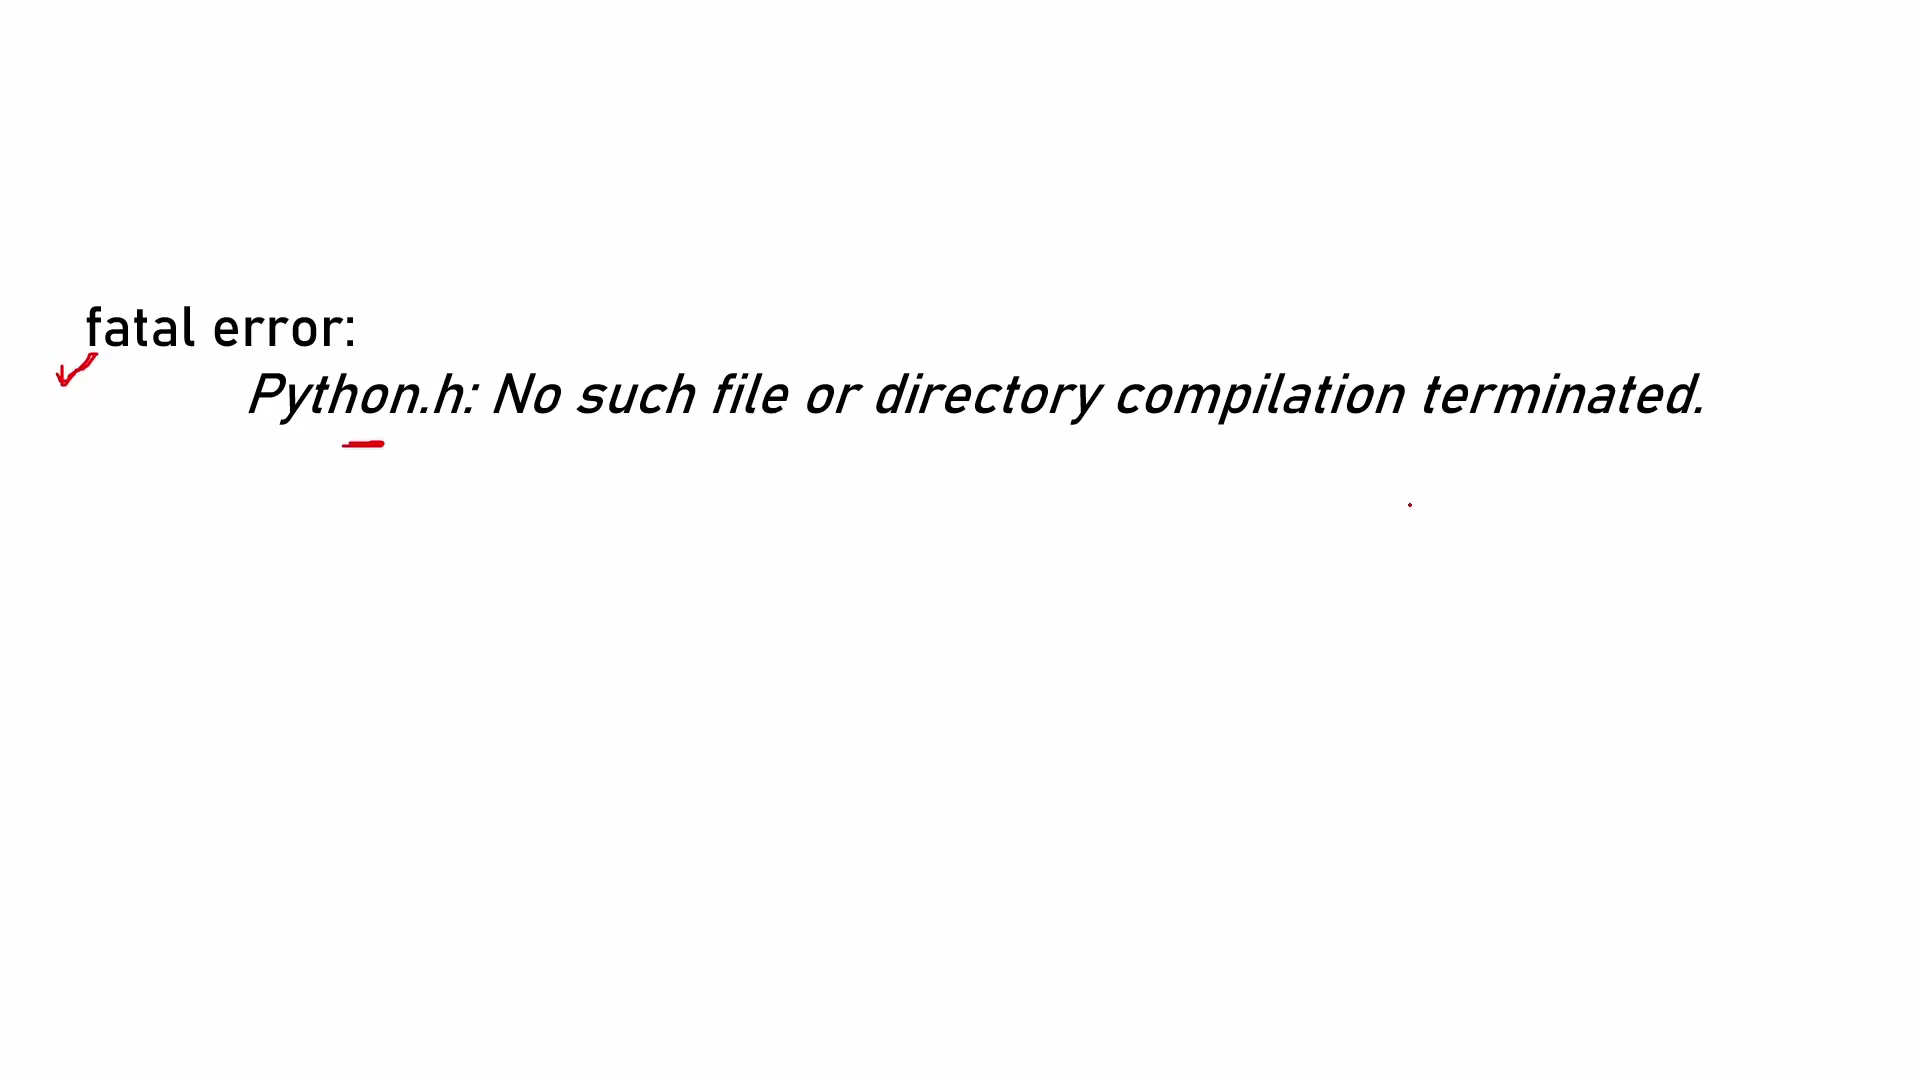 fatal error:
Python.h: No such file or directory compilation terminated.